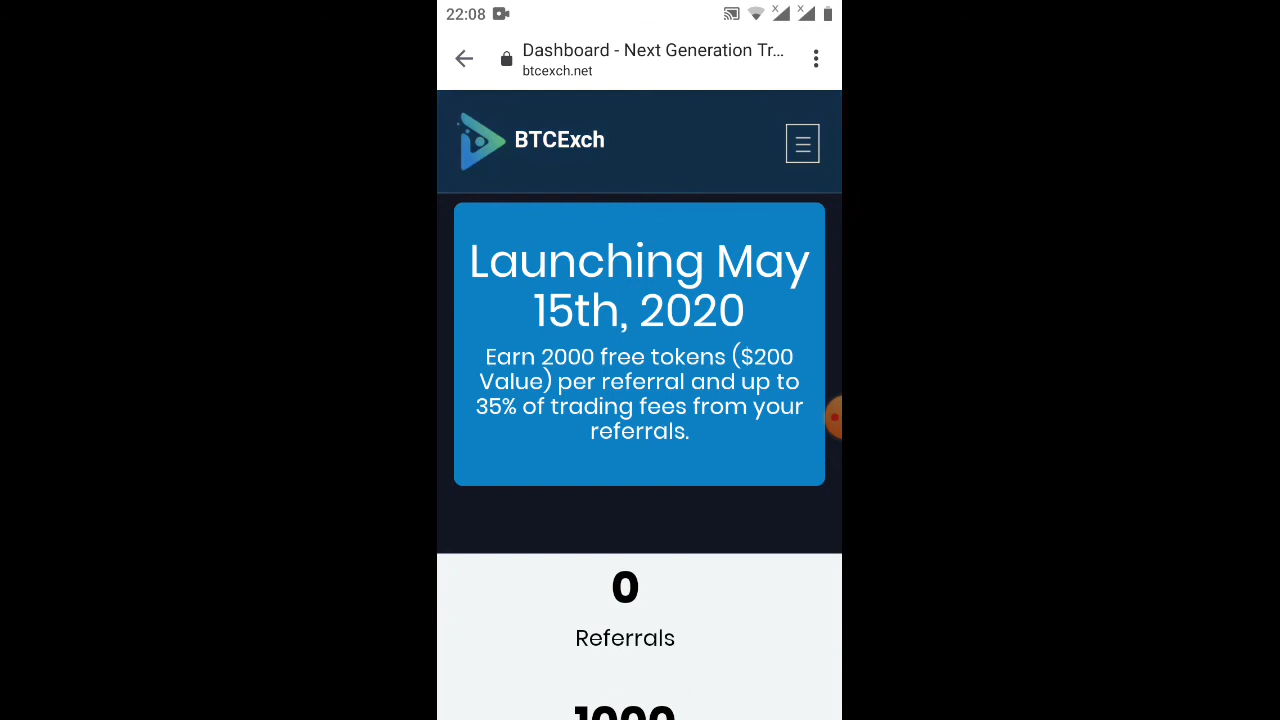 22:08
Dashboard - Next Generation Tr...
btcexch.net
BTCExch
Launching May
15th, 2020
Earn 2000 free tokens ($200
Value) per referral and up to
35% of trading fees from your
referrals.
0
Referrals
1000